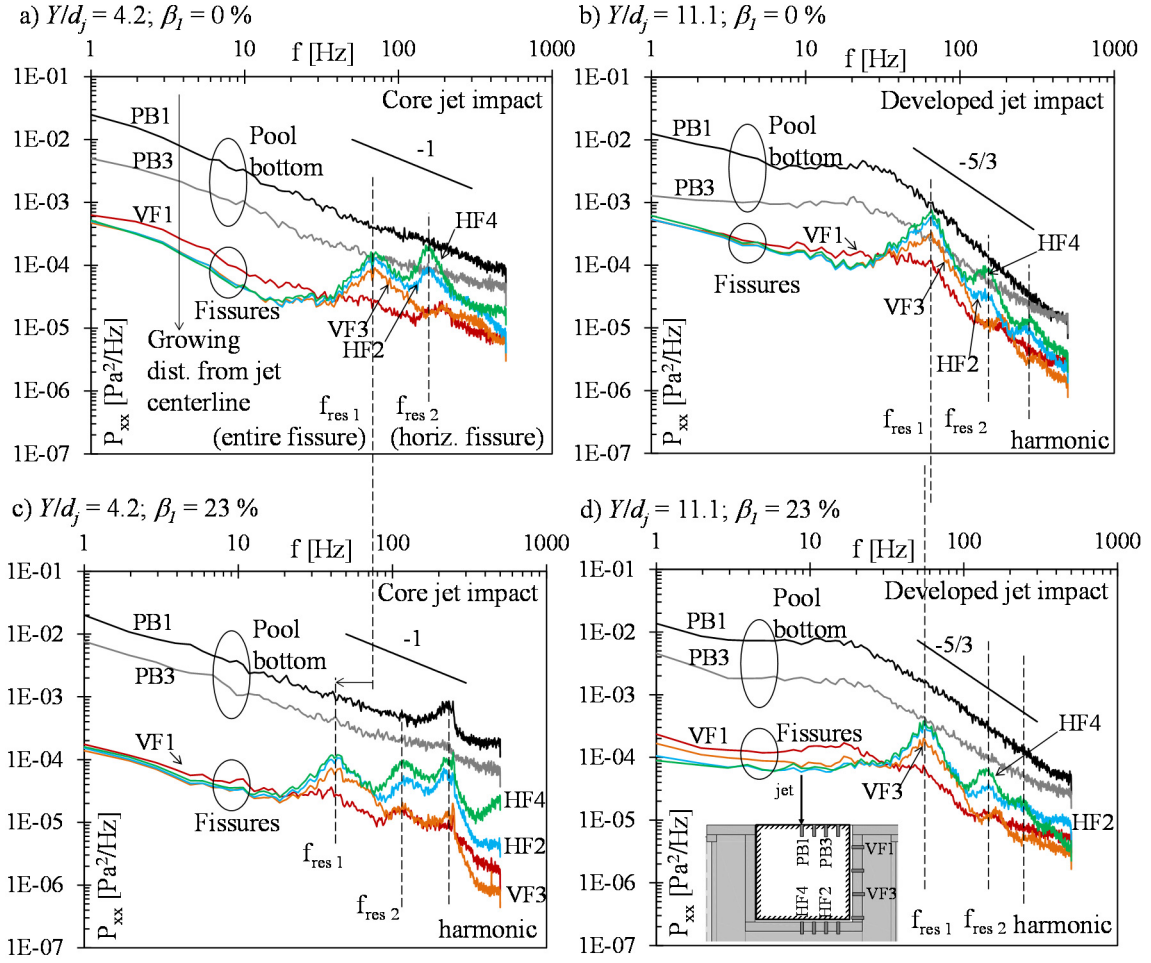 a) Y/dj = 4.2; β1 = 0 %
f [Hz]
1 10 100 1000
1E-01
1E-02
1E-03
1E-04
1E-05
1E-06
1E-07
Pxx [Pa²/Hz]
Core jet impact
PB1
Pool
bottom
-1
PB3
VF1
HF4
Fissures
VF3
HF2
Growing
dist. from jet
centerline
fres 1
(entire fissure)
fres 2
(horiz. fissure)
b) Y/dj = 11.1; β1 = 0 %
f [Hz]
1 10 100 1000
1E-01
1E-02
1E-03
1E-04
1E-05
1E-06
1E-07
Pxx [Pa²/Hz]
Developed jet impact
PB1
Pool
bottom
-5/3
PB3
VF1
HF4
Fissures
VF3
HF2
fres 1
fres 2
harmonic
c) Y/dj = 4.2; β1 = 23 %
f [Hz]
1 10 100 1000
1E-01
1E-02
1E-03
1E-04
1E-05
1E-06
1E-07
Pxx [Pa²/Hz]
Core jet impact
PB1
Pool
bottom
-1
PB3
VF1
Fissures
HF4
HF2
VF3
fres 1
fres 2
harmonic
d) Y/dj = 11.1; β1 = 23 %
f [Hz]
1 10 100 1000
1E-01
1E-02
1E-03
1E-04
1E-05
1E-06
1E-07
Pxx [Pa²/Hz]
Developed jet impact
PB1
Pool
bottom
-5/3
PB3
HF4
Fissures
VF3
HF2
jet
PB1
PB3
VF1
HF4
HF2
VF3
fres 1
fres 2
harmonic